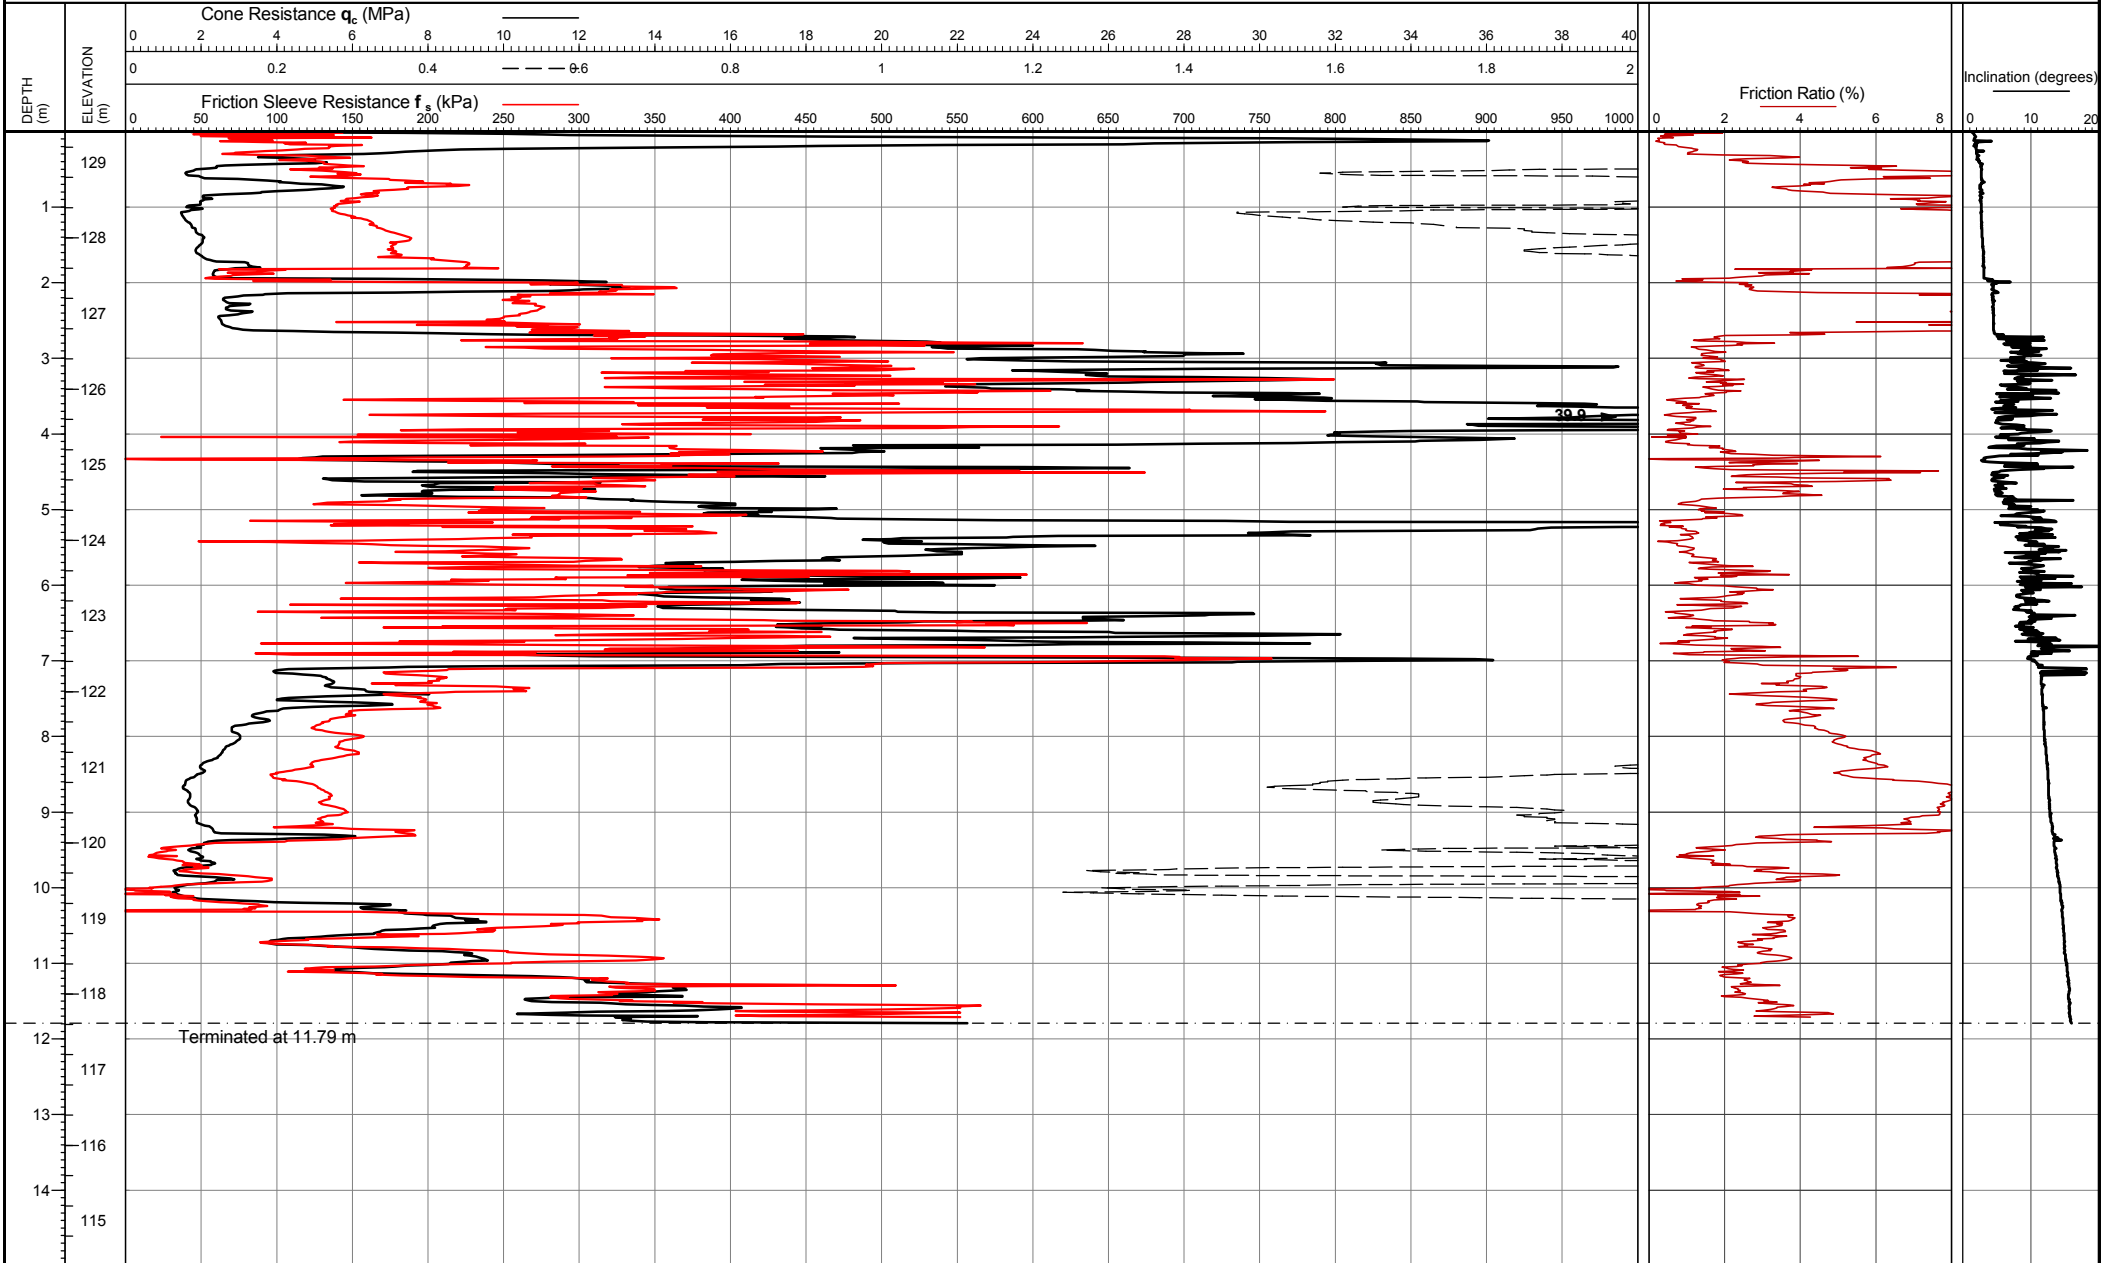 Cone Resistance qc (MPa)
0 2 4 6 8 10 12 14 16 18 20 22 24 26 28 30 32 34 36 38 40
0 0.2 0.4 0.6 0.8 1 1.2 1.4 1.6 1.8 2
Friction Sleeve Resistance fs (kPa)
0 50 100 150 200 250 300 350 400 450 500 550 600 650 700 750 800 850 900 950 1000
DEPTH
(m)
ELEVATION
(m)
Friction Ratio (%)
0 2 4 6 8
Inclination (degrees)
0 10 20
129
1
128
2
127
3
126
39.9
4
125
5
124
6
123
7
122
8
121
9
120
10
119
11
118
Terminated at 11.79 m
12
117
13
116
14
115